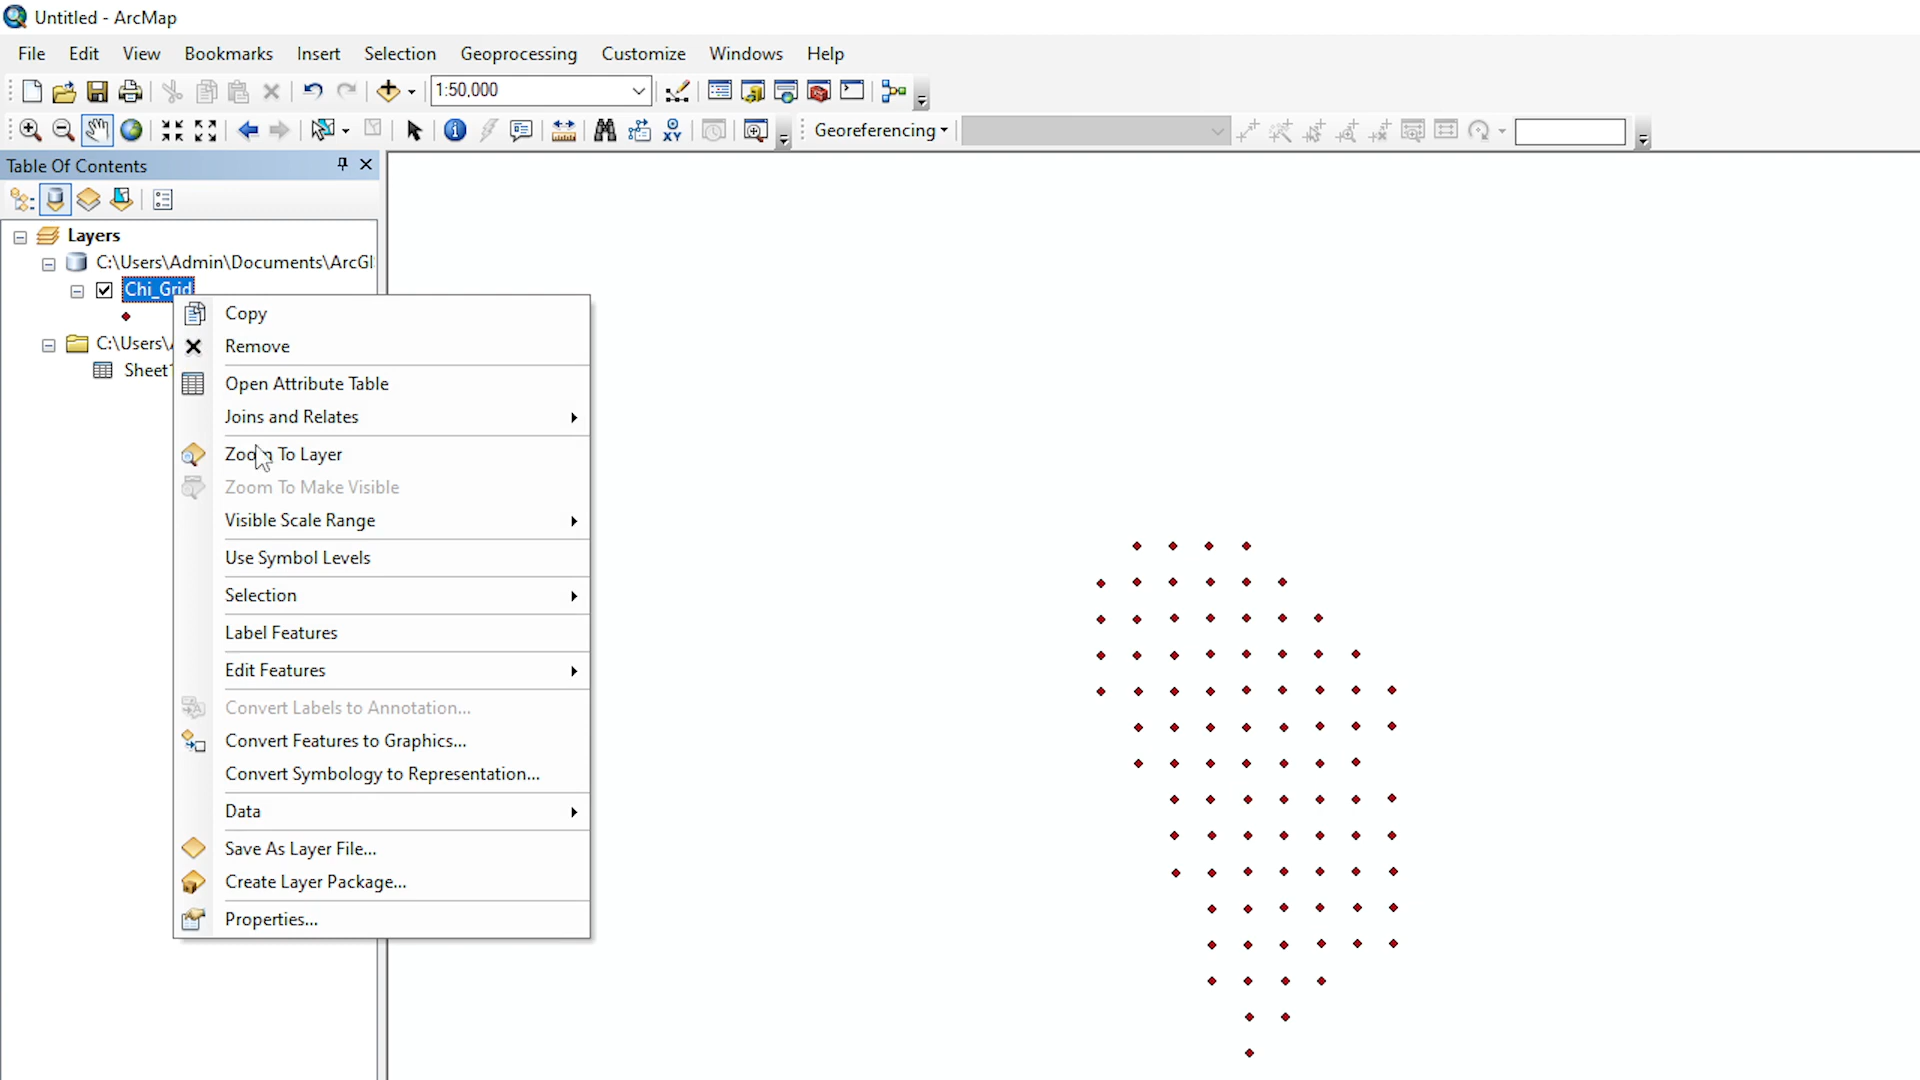 Untitled - ArcMap
File Edit View Bookmarks Insert Selection Geoprocessing Customize Windows Help
1:50,000
Georeferencing
Table Of Contents
Layers
C:\Users\Admin\Documents\ArcGI
Chi_Grid
C:\Users\
Sheet
Copy
Remove
Open Attribute Table
Joins and Relates
Zoom To Layer
Zoom To Make Visible
Visible Scale Range
Use Symbol Levels
Selection
Label Features
Edit Features
Convert Labels to Annotation...
Convert Features to Graphics...
Convert Symbology to Representation...
Data
Save As Layer File...
Create Layer Package...
Properties...